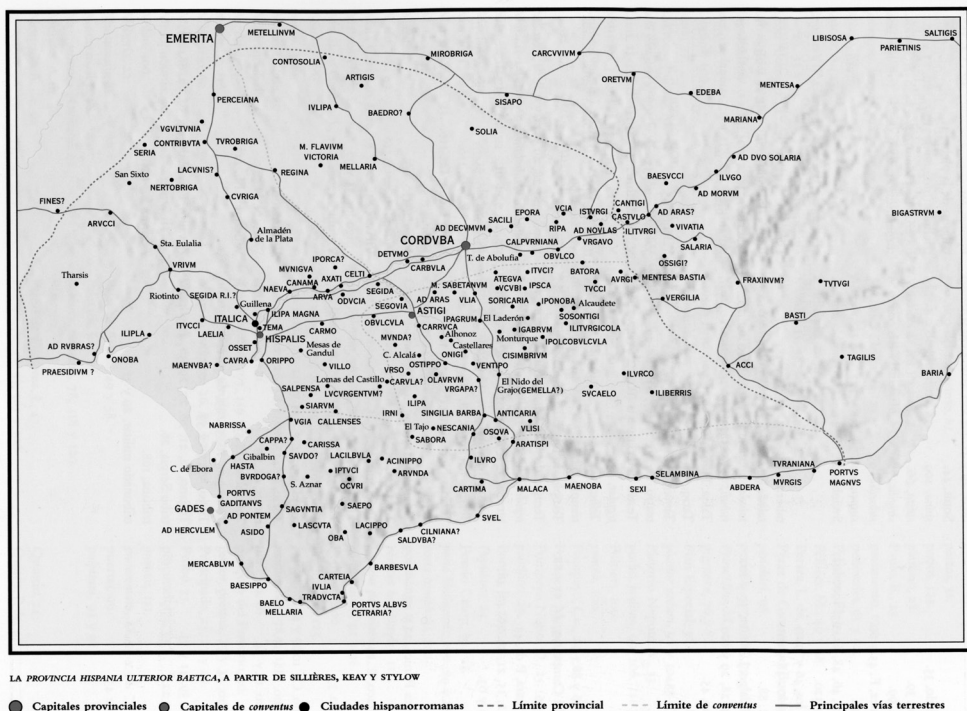 EMERITA
METELLINVM
CONTOSOLIA
MIROBRIGA
CARCVVIVM
LIBISOSA
PARIETINIS
SALTIGIS
ARTIGIS
ORETVM
EDEBA
MENTESA
PERCEIANA
IVLIPA
BAEDRO?
SISAPO
MARIANA
VGVLTVNIA
SOLIA
SERIA
CONTRIBVTA
TVROBRIGA
M. FLAVIVM
VICTORIA
MELLARIA
AD DVO SOLARIA
San Sixto
LACVNIS?
REGINA
ILVGO
NERTOBRIGA
BAESVCCI
AD MORVM
FINES?
CVRIGA
ARVCCI
VCIA
ISTVRGI
CANTIGI
CASTVLO
AD ARAS?
BIGASTRVM
EPORA
SACILI
AD DECVMVM
RIPA
AD NOVLAS
ILITVRGI
VIVATIA
Almadén
de la Plata
CORDVBA
CALPVRNIANA
VRGAVO
SALARIA
Sta. Eulalia
IPORCA?
DETVMO
T. de Abolufia
OBVLCO
OSSIGI?
VRIVM
MVNIGVA
CELTI
CARBVLA
ITVCI?
BATORA
Tharsis
CANAMA
AXATI
ATEGVA
AVRGI
MENTESA BASTIA
FRAXINVM?
TVTVGI
Riotinto
NAEVA
SEGIDA
M. SABETANVM
VCVBI
IPSCA
TVCCI
SEGIDA R.I.?
ARVA
ODVCIA
AD ARAS
VLIA
VERGILIA
Guillena
SEGOVIA
SORICARIA
IPONOBA
Alcaudete
ITALICA
ILIPA MAGNA
ASTIGI
SOSONTIGI
ITVCCI
TEMA
OBVLCVLA
IPAGRUM
El Laderón
ILITVRGICOLA
BASTI
ILIPLA
LAELIA
HISPALIS
CARMO
CARRVCA
IGABRVM
Monturque
IPOLCOBVLCVLA
OSSET
Mesas de
Gandul
MVNDA?
Alhonoz
Castellares
CISIMBRIVM
AD RVBRAS?
ONOBA
C. Alcalá
ONIGI
TAGILIS
PRAESIDIVM ?
MAENVBA?
CAVRA
ORIPPO
VILLO
OSTIPPO
VENTIPO
ACCI
VRSO
BARIA
Lomas del Castillo
CARVLA?
OLAVRVM
El Nido del
Grajo(GEMELLA?)
ILVRCO
SALPENSA
LVCVRGENTVM?
VRGAPA?
SVCAELO
ILIBERRIS
ILIPA
SIARVM
IRNI
SINGILIA BARBA
ANTICARIA
VGIA
CALLENSES
El Tajo
NESCANIA
VLISI
NABRISSA
SABORA
OSQVA
ARATISPI
CAPPA?
CARISSA
Gibalbin
SAVDO?
LACILBVLA
ACINIPPO
ILVRO
C. de Ebora
HASTA
IPTVCI
ARVNDA
TVRANIANA
BVRDOGA?
S. Aznar
OCVRI
CARTIMA
MALACA
MAENOBA
SEXI
SELAMBINA
ABDERA
MVRGIS
PORTVS
MAGNVS
PORTVS
GADITANVS
GADES
AD PONTEM
SAGVNTIA
SAEPO
SVEL
AD HERCVLEM
ASIDO
LASCVTA
LACIPPO
CILNIANA?
OBA
SALDVBA?
MERCABLVM
BARBESVLA
BAESIPPO
CARTEIA
IVLIA
TRADVCTA
BAELO
MELLARIA
PORTVS ALBVS
CETRARIA?
LA PROVINCIA HISPANIA ULTERIOR BAETICA, A PARTIR DE SILLIÈRES, KEAY Y STYLOW
Capitales provinciales Capitales de conventus Ciudades hispanorromanas Límite provincial Límite de conventus Principales vías terrestres